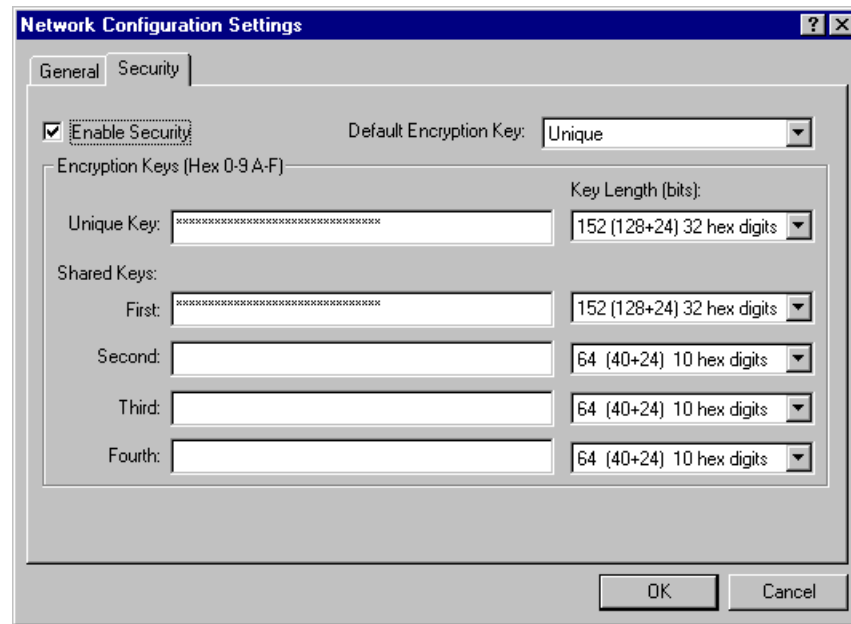 Network Configuration Settings
General Security
Enable Security Default Encryption Key: Unique
Encryption Keys (Hex 0-9 A-F)
Key Length (bits):
Unique Key: ******************************** 152 (128+24) 32 hex digits
Shared Keys:
First: ******************************** 152 (128+24) 32 hex digits
Second: 64 (40+24) 10 hex digits
Third: 64 (40+24) 10 hex digits
Fourth: 64 (40+24) 10 hex digits
OK Cancel